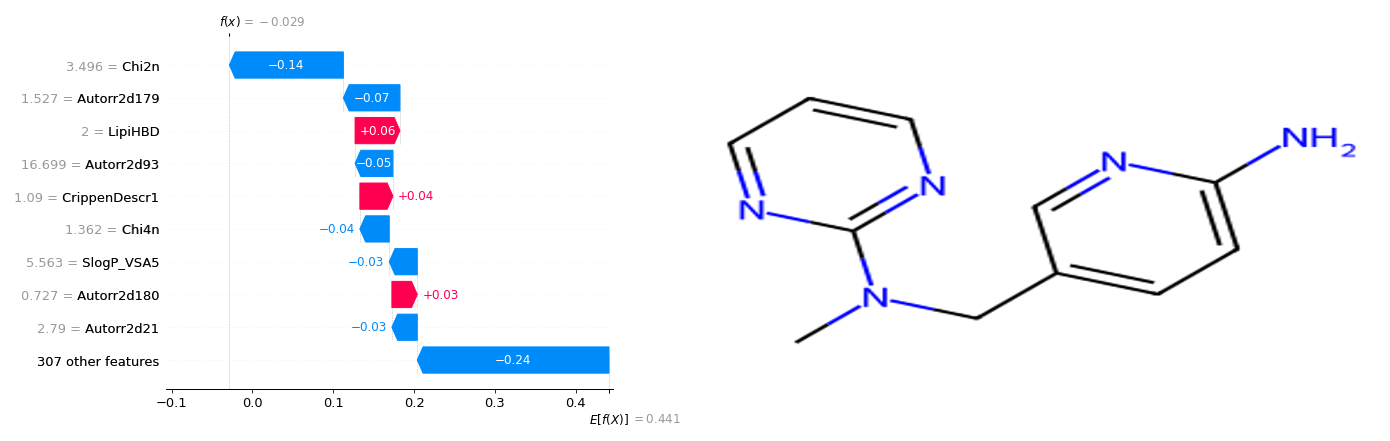 f(x) = −0.029
3.496 = Chi2n
−0.14
1.527 = Autorr2d179
−0.07
2 = LipiHBD
+0.06
16.699 = Autorr2d93
−0.05
1.09 = CrippenDescr1
+0.04
1.362 = Chi4n
−0.04
5.563 = SlogP_VSA5
−0.03
0.727 = Autorr2d180
+0.03
2.79 = Autorr2d21
−0.03
307 other features
−0.24
−0.1 0.0 0.1 0.2 0.3 0.4
E[f(X)] = 0.441
NH2
N
N
N
N